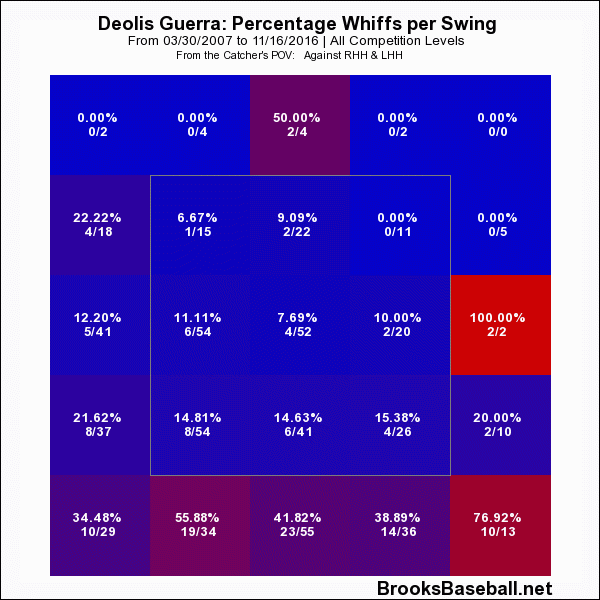 Deolis Guerra: Percentage Whiffs per Swing
From 03/30/2007 to 11/16/2016 | All Competition Levels
From the Catcher's POV: Against RHH & LHH
0.00% 0.00% 50.00% 0.00% 0.00%
0/2 0/4 2/4 0/2 0/0
22.22% 6.67% 9.09% 0.00% 0.00%
4/18 1/15 2/22 0/11 0/5
12.20% 11.11% 7.69% 10.00% 100.00%
5/41 6/54 4/52 2/20 2/2
21.62% 14.81% 14.63% 15.38% 20.00%
8/37 8/54 6/41 4/26 2/10
34.48% 55.88% 41.82% 38.89% 76.92%
10/29 19/34 23/55 14/36 10/13
BrooksBaseball.net